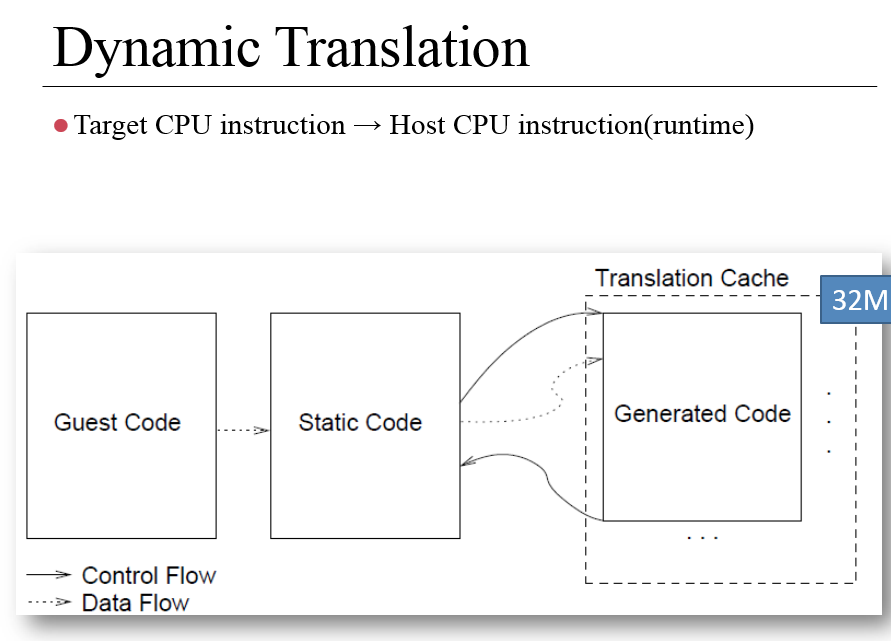 Dynamic Translation
Target CPU instruction → Host CPU instruction(runtime)
Translation Cache
32M
Guest Code
Static Code
Generated Code
. . .
. . .
Control Flow
Data Flow